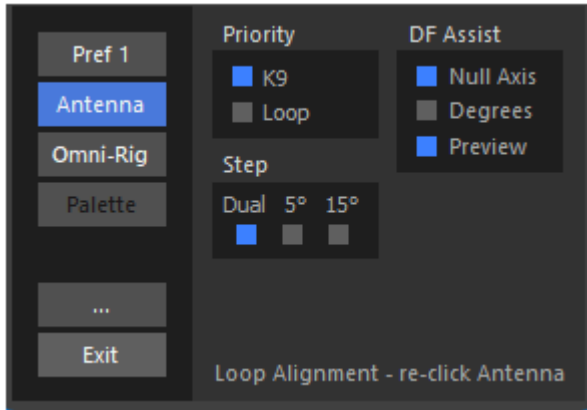 Pref 1
Antenna
Omni-Rig
Palette
...
Exit
Priority
K9
Loop
Step
Dual 5° 15°
DF Assist
Null Axis
Degrees
Preview
Loop Alignment - re-click Antenna